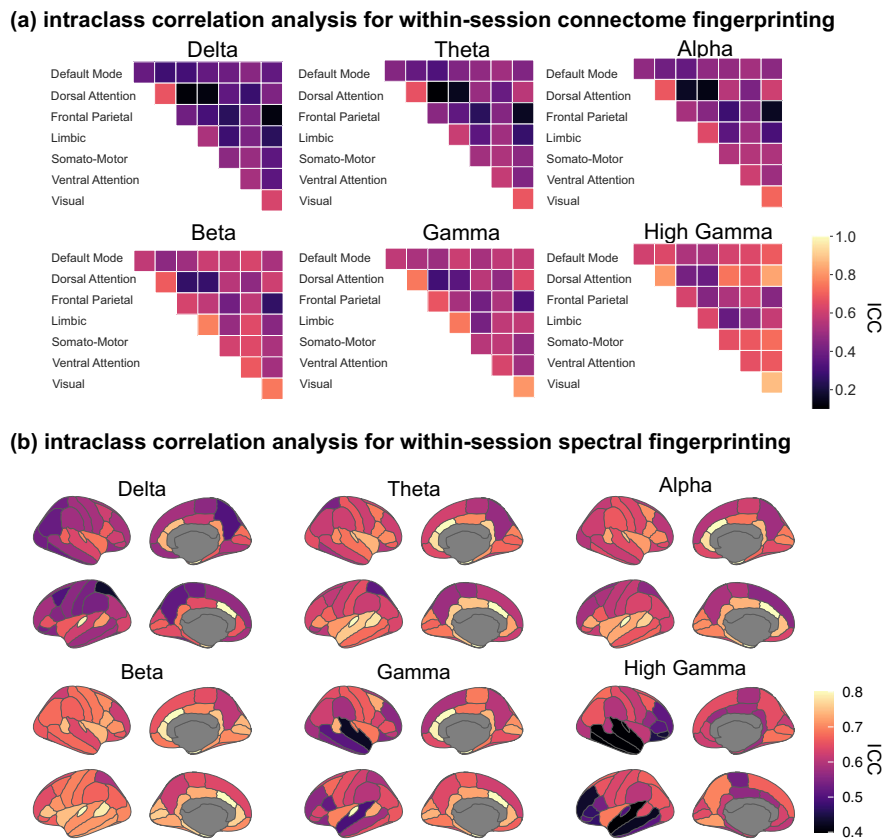 (a) intraclass correlation analysis for within-session connectome fingerprinting
Delta
Theta
Alpha
Default Mode
Dorsal Attention
Frontal Parietal
Limbic
Somato-Motor
Ventral Attention
Visual
Default Mode
Dorsal Attention
Frontal Parietal
Limbic
Somato-Motor
Ventral Attention
Visual
Default Mode
Dorsal Attention
Frontal Parietal
Limbic
Somato-Motor
Ventral Attention
Visual
Beta
Gamma
High Gamma
Default Mode
Dorsal Attention
Frontal Parietal
Limbic
Somato-Motor
Ventral Attention
Visual
Default Mode
Dorsal Attention
Frontal Parietal
Limbic
Somato-Motor
Ventral Attention
Visual
Default Mode
Dorsal Attention
Frontal Parietal
Limbic
Somato-Motor
Ventral Attention
Visual
1.0
0.8
0.6
0.4
0.2
ICC
(b) intraclass correlation analysis for within-session spectral fingerprinting
Delta
Theta
Alpha
Beta
Gamma
High Gamma
0.8
0.7
0.6
0.5
0.4
ICC